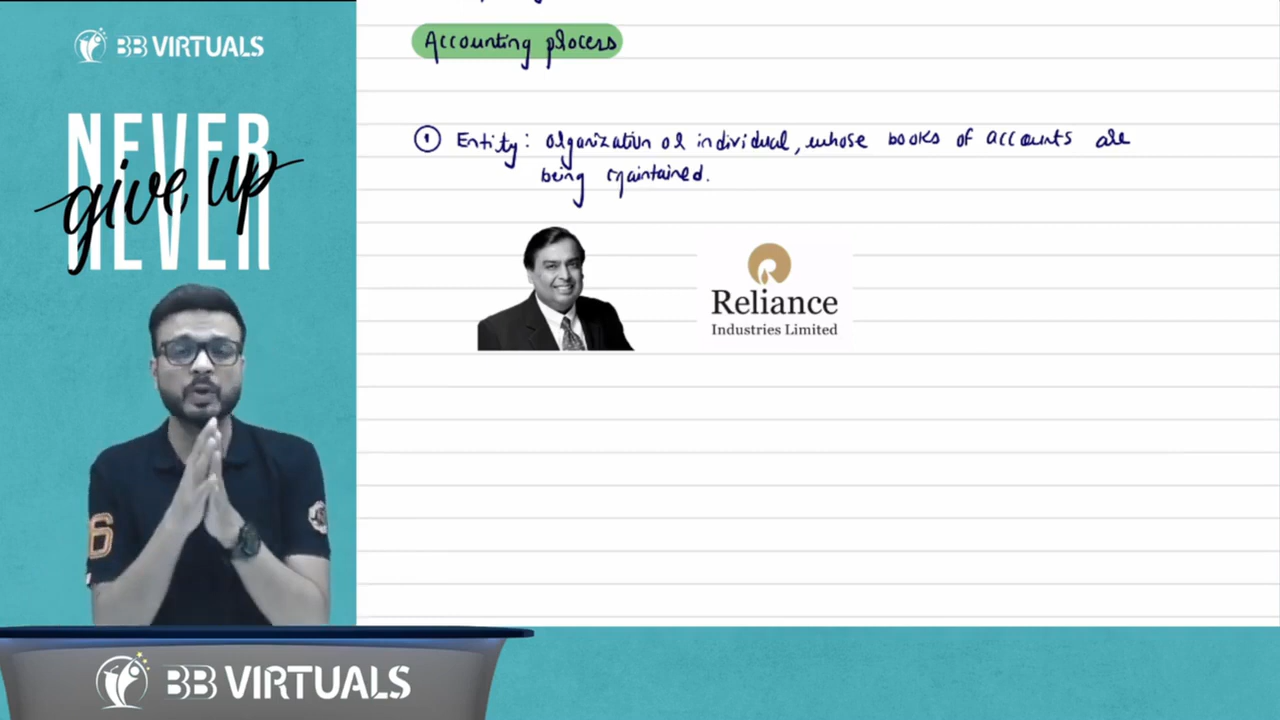 BB VIRTUALS
NEVER
give up
NEVER
Accounting process
1 Entity: organization or individual, whose books of accounts are
being maintained.
Reliance
Industries Limited
6
BB VIRTUALS